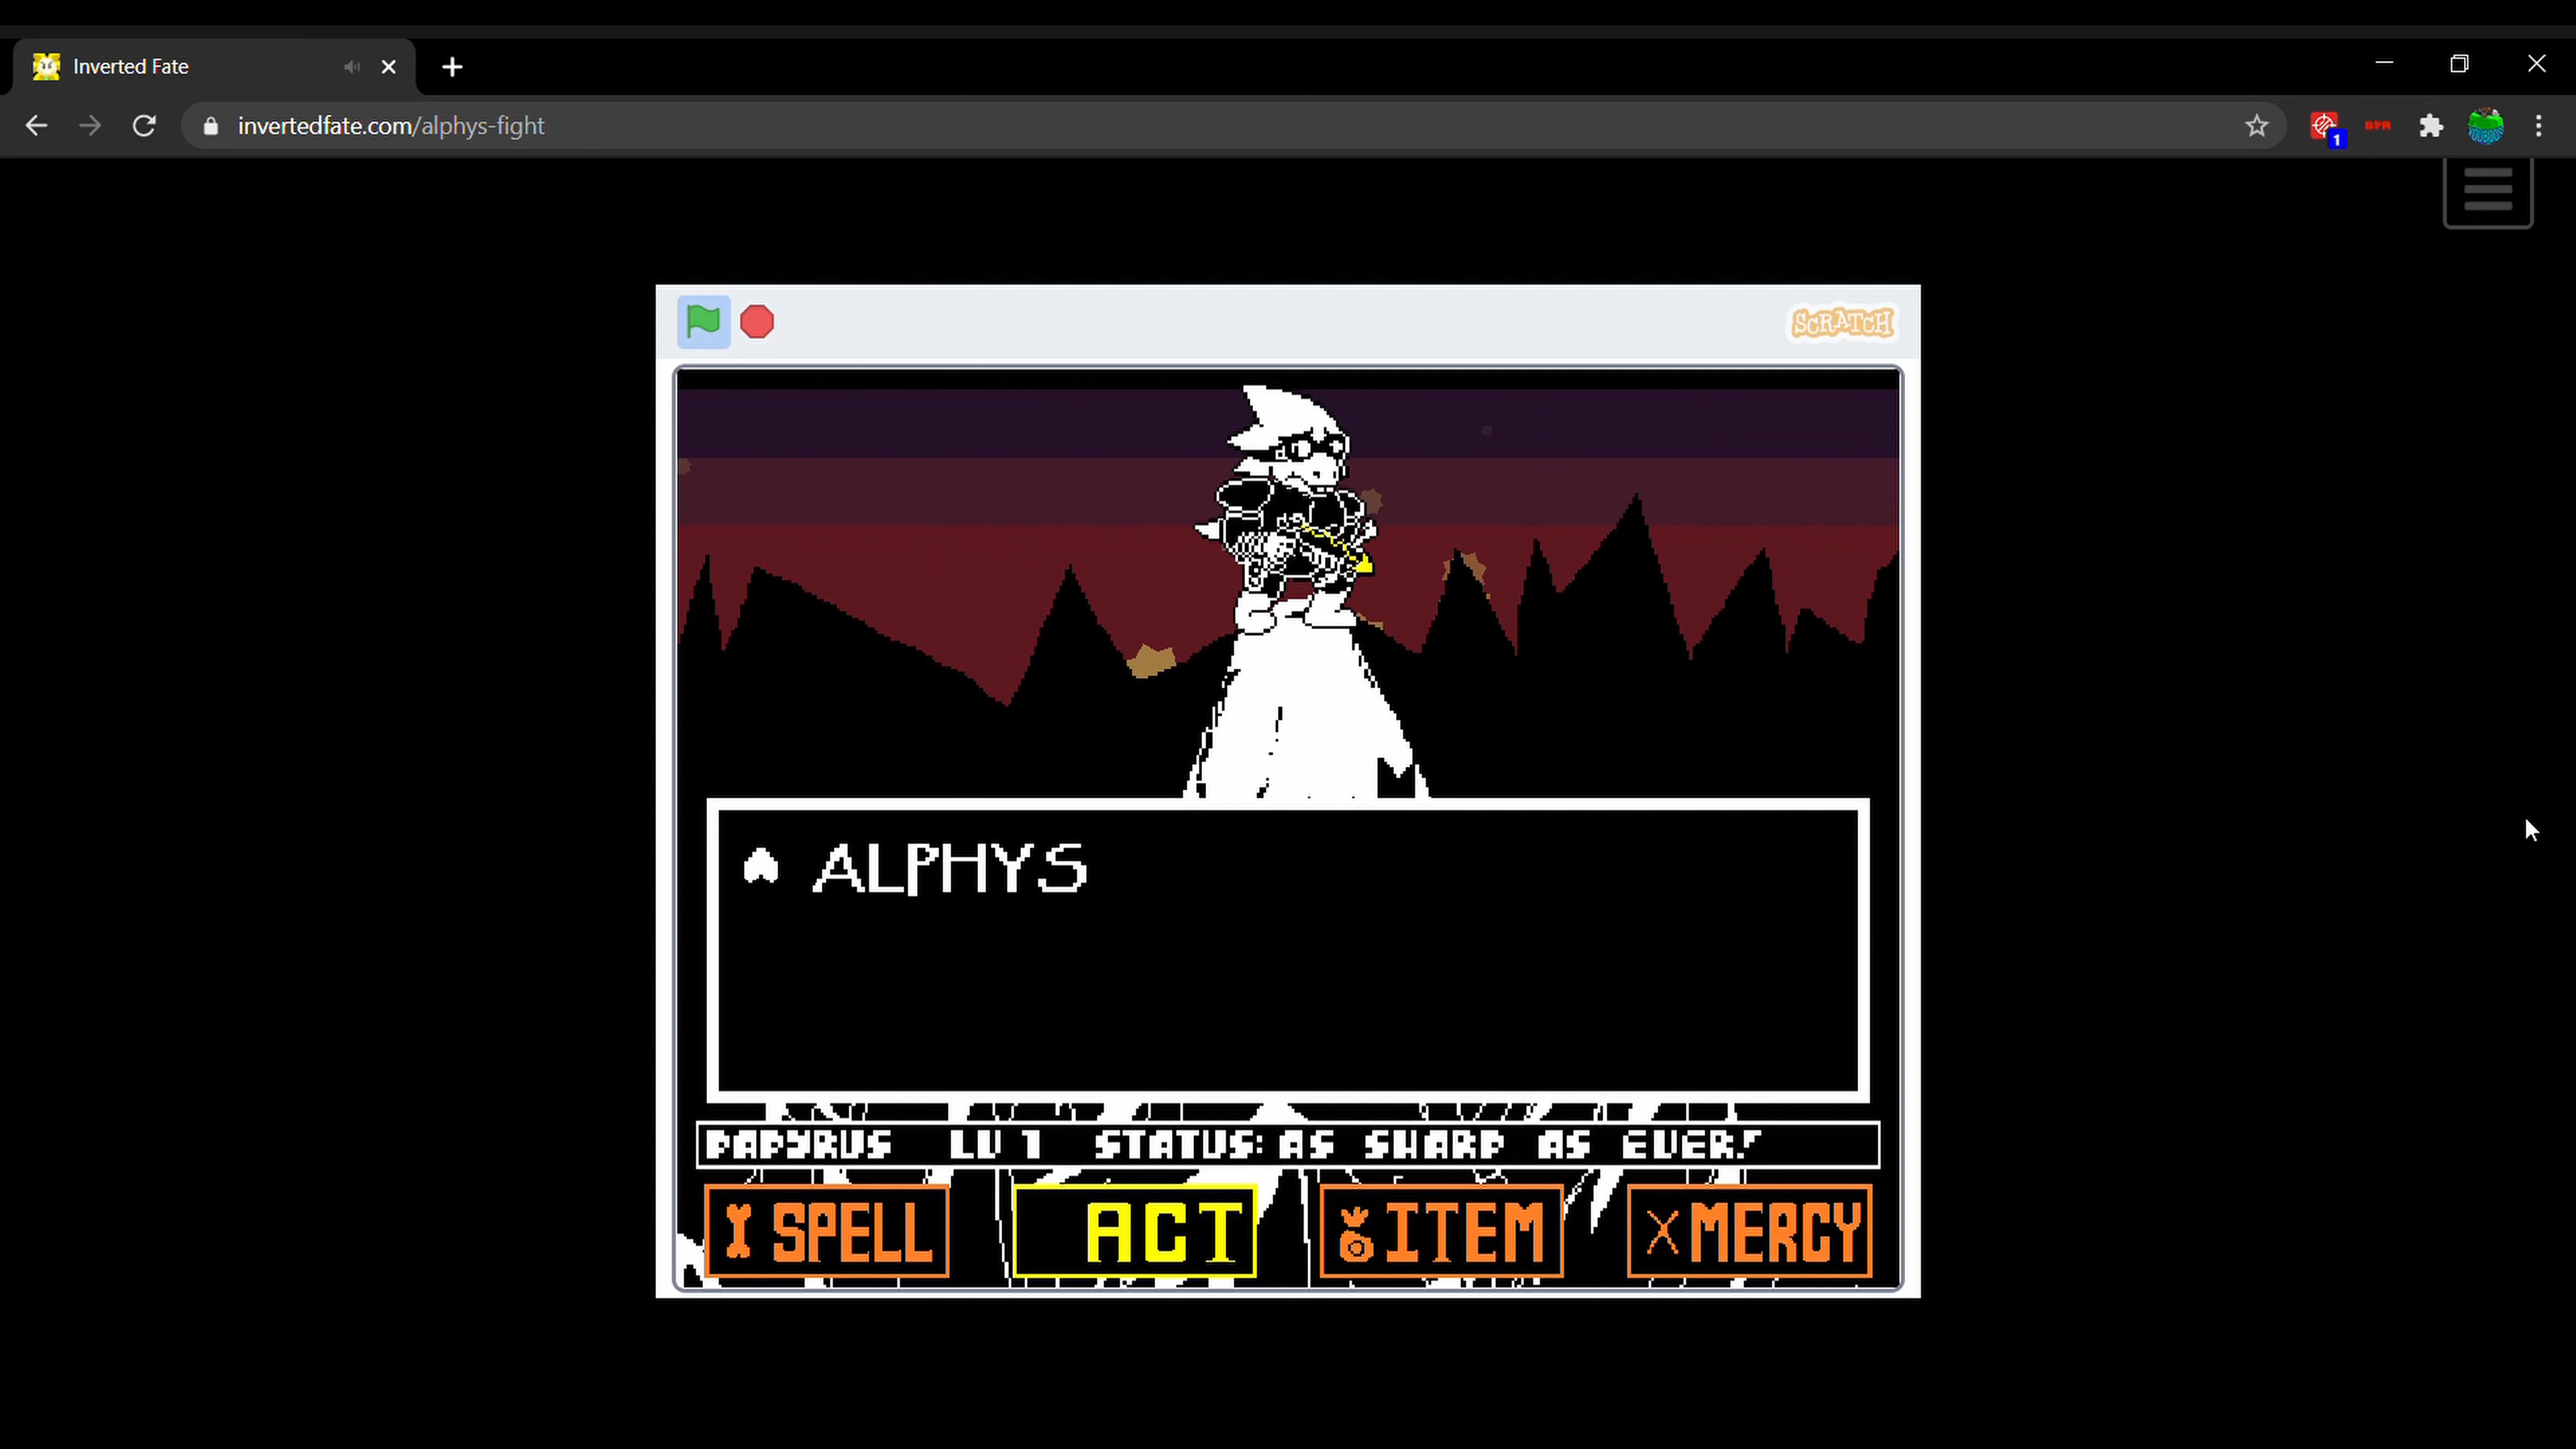 Inverted Fate
invertedfate.com/alphys-fight
1
SCRATCH
ALPHYS
PAPYRUS LV 1 STATUS: AS SHARP AS EVER!
SPELL
ACT
ITEM
MERCY